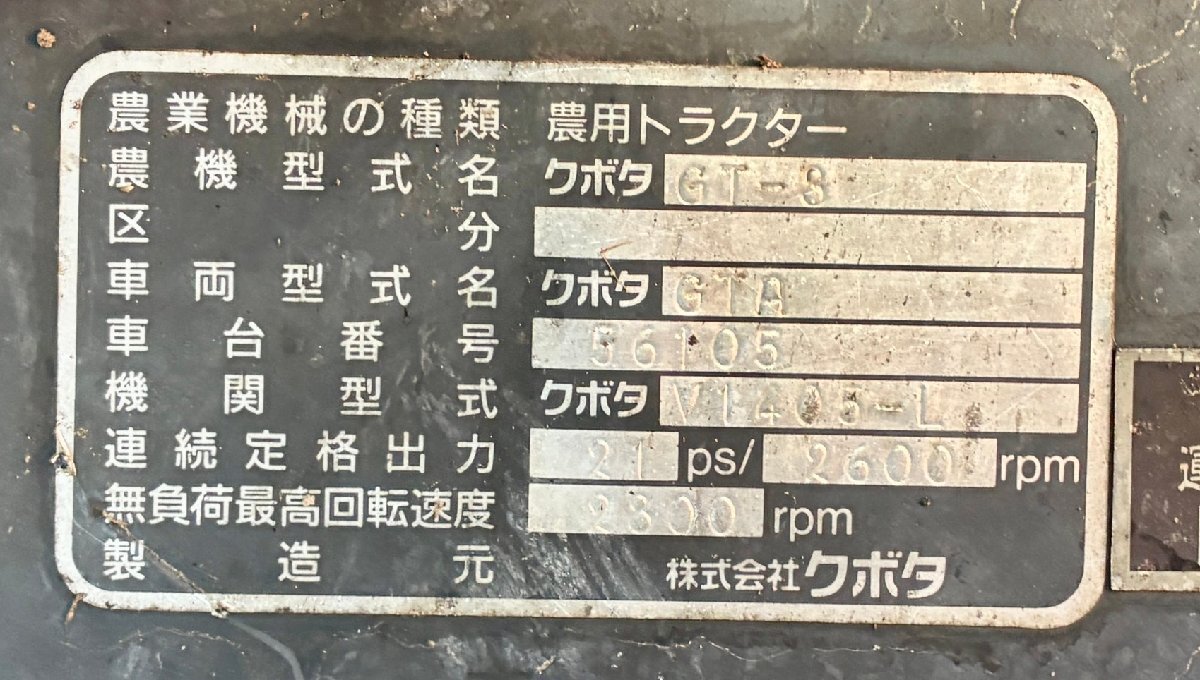 農業機械の種類 農用トラクター
農機型式名 クボタ GT-3
区分
車両型式名 クボタ GTA
車台番号 56105
機関型式 クボタ V1405-L
連続定格出力 21 ps/ 2600 rpm
無負荷最高回転速度 2800 rpm
製造元 株式会社クボタ